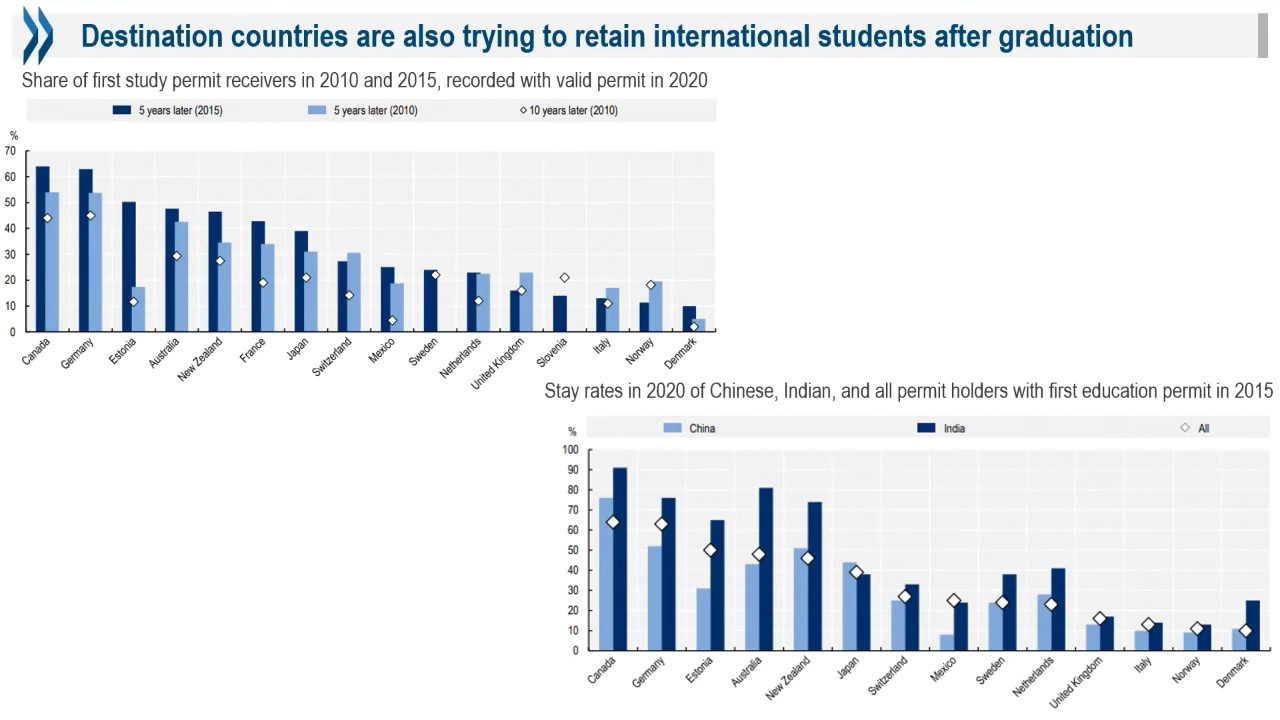 Destination countries are also trying to retain international students after graduation
Share of first study permit receivers in 2010 and 2015, recorded with valid permit in 2020
5 years later (2015) 5 years later (2010) 10 years later (2010)
%
70
60
50
40
30
20
10
0
Canada Germany Estonia Australia New Zealand France Japan Switzerland Mexico Sweden Netherlands United Kingdom Slovenia Italy Norway Denmark
Stay rates in 2020 of Chinese, Indian, and all permit holders with first education permit in 2015
% China India All
100
90
80
70
60
50
40
30
20
10
0
Canada Germany Estonia Australia New Zealand Japan Switzerland Mexico Sweden Netherlands United Kingdom Italy Norway Denmark